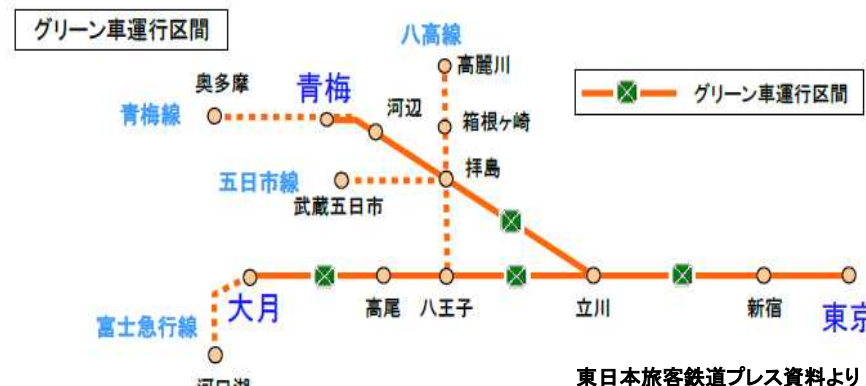 グリーン車運行区間
八高線
高麗川
グリーン車運行区間
奥多摩
青梅
河辺
箱根ヶ崎
青梅線
拝島
五日市線
武蔵五日市
大月
高尾
八王子
立川
新宿
東京
富士急行線
河口湖
東日本旅客鉄道プレス資料より